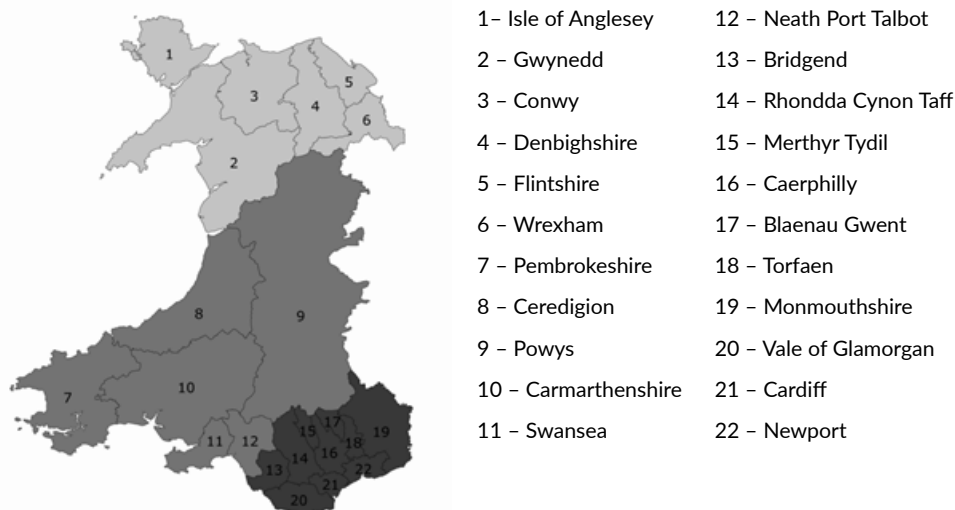 1
2
3
4
5
6
7
8
9
10
11
12
13
14
15
16
17
18
19
20
21
22
1– Isle of Anglesey
2 – Gwynedd
3 – Conwy
4 – Denbighshire
5 – Flintshire
6 – Wrexham
7 – Pembrokeshire
8 – Ceredigion
9 – Powys
10 – Carmarthenshire
11 – Swansea
12 – Neath Port Talbot
13 – Bridgend
14 – Rhondda Cynon Taff
15 – Merthyr Tydil
16 – Caerphilly
17 – Blaenau Gwent
18 – Torfaen
19 – Monmouthshire
20 – Vale of Glamorgan
21 – Cardiff
22 – Newport